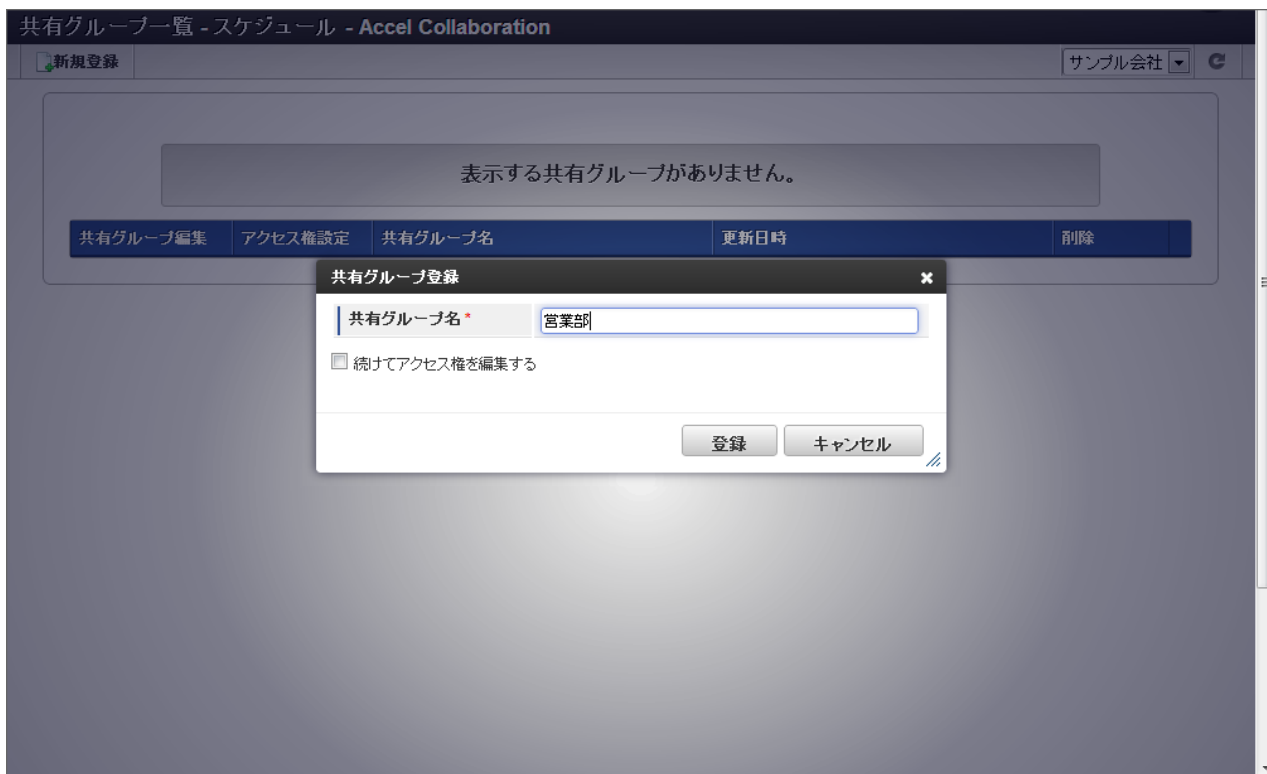 共有グループ一覧 - スケジュール - Accel Collaboration
新規登録 サンプル会社
表示する共有グループがありません。
共有グループ編集 アクセス権設定 共有グループ名 更新日時 削除
共有グループ登録
共有グループ名* 営業部
続けてアクセス権を編集する
登録 キャンセル